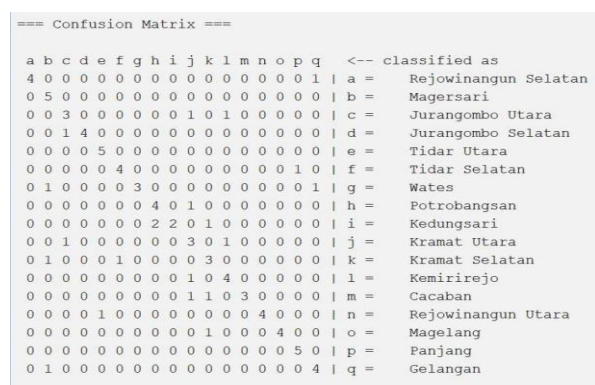 === Confusion Matrix ===
a b c d e f g h i j k l m n o p q <-- classified as
4 0 0 0 0 0 0 0 0 0 0 0 0 0 0 0 1 | a = Rejowinangun Selatan
0 5 0 0 0 0 0 0 0 0 0 0 0 0 0 0 0 | b = Magersari
0 0 3 0 0 0 0 0 0 1 0 1 0 0 0 0 0 | c = Jurangombo Utara
0 0 1 4 0 0 0 0 0 0 0 0 0 0 0 0 0 | d = Jurangombo Selatan
0 0 0 0 5 0 0 0 0 0 0 0 0 0 0 0 0 | e = Tidar Utara
0 0 0 0 0 4 0 0 0 0 0 0 0 0 0 1 0 | f = Tidar Selatan
0 1 0 0 0 0 3 0 0 0 0 0 0 0 0 0 1 | g = Wates
0 0 0 0 0 0 0 4 0 1 0 0 0 0 0 0 0 | h = Potrobangsan
0 0 0 0 0 0 0 2 2 0 1 0 0 0 0 0 0 | i = Kedungsari
0 0 1 0 0 0 0 0 0 3 0 1 0 0 0 0 0 | j = Kramat Utara
0 1 0 0 0 1 0 0 0 0 3 0 0 0 0 0 0 | k = Kramat Selatan
0 0 0 0 0 0 0 0 0 1 0 4 0 0 0 0 0 | l = Kemirirejo
0 0 0 0 0 0 0 0 0 1 1 0 3 0 0 0 0 | m = Cacaban
0 0 0 0 1 0 0 0 0 0 0 0 0 4 0 0 0 | n = Rejowinangun Utara
0 0 0 0 0 0 0 0 0 0 1 0 0 0 4 0 0 | o = Magelang
0 0 0 0 0 0 0 0 0 0 0 0 0 0 0 5 0 | p = Panjang
0 1 0 0 0 0 0 0 0 0 0 0 0 0 0 0 4 | q = Gelangan